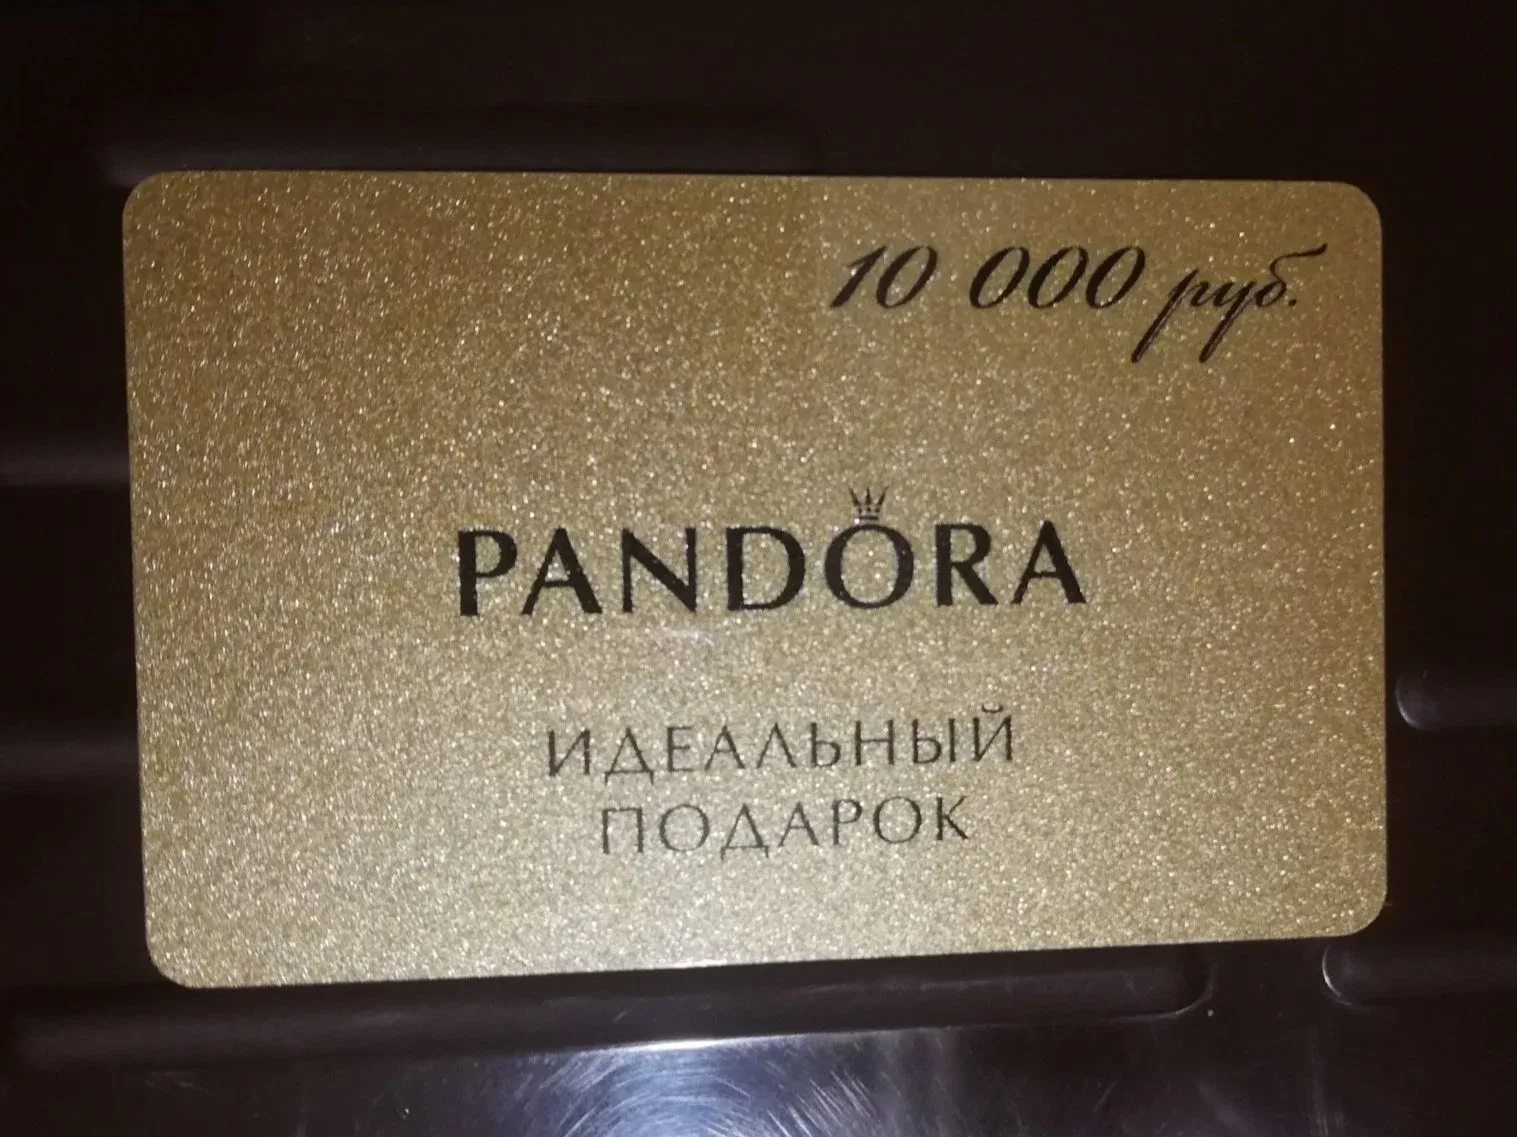 10 000 руб.
PANDORA
ИДЕАЛЬНЫЙ
ПОДАРОК